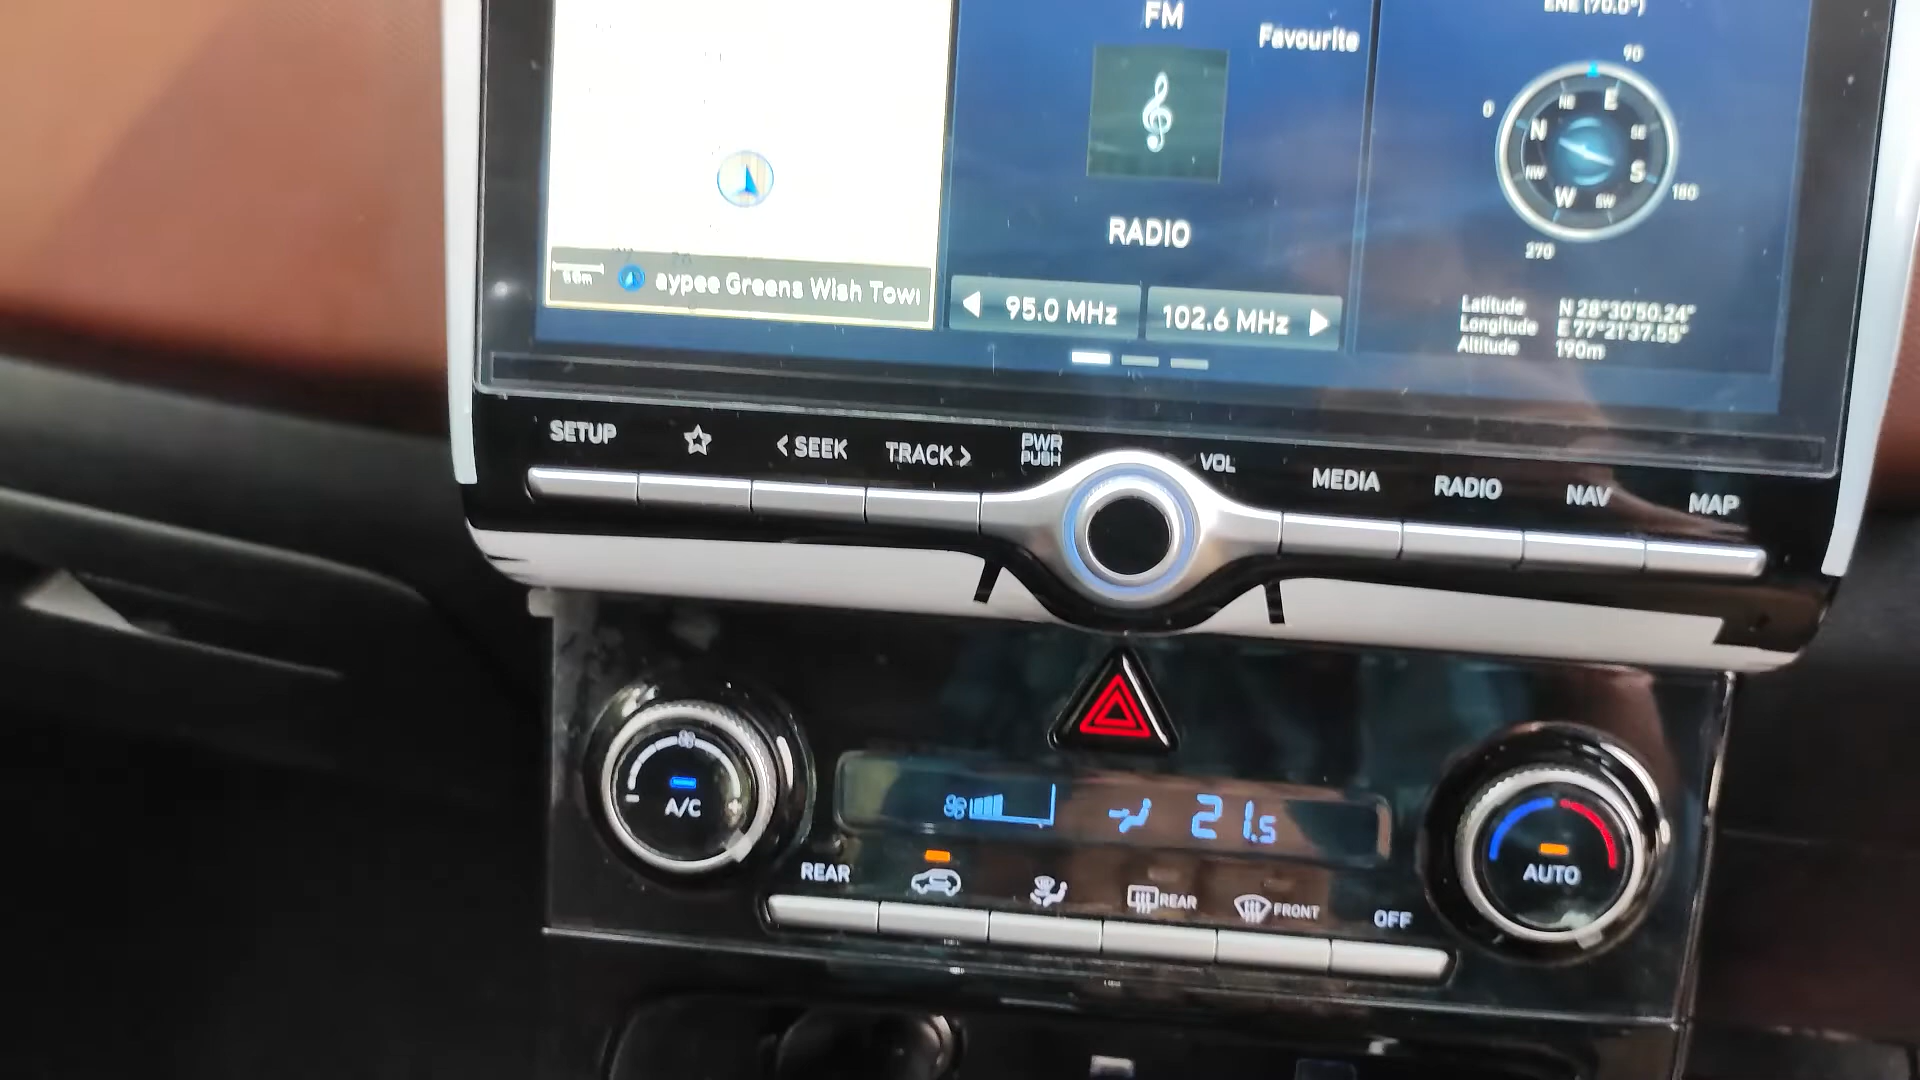 ENE (70.0°)
FM
Favourite
90
0
NE
E
N
SE
NW
S
W
SW
180
270
RADIO
aypee Greens Wish Tow
95.0 MHz
102.6 MHz
Latitude N 28°30'50.24"
Longitude E 77°21'37.55"
Altitude 190m
SETUP
< SEEK
TRACK >
PWR
PUSH
VOL
MEDIA
RADIO
NAV
MAP
A/C
- +
21.5
AUTO
REAR
REAR
FRONT
OFF